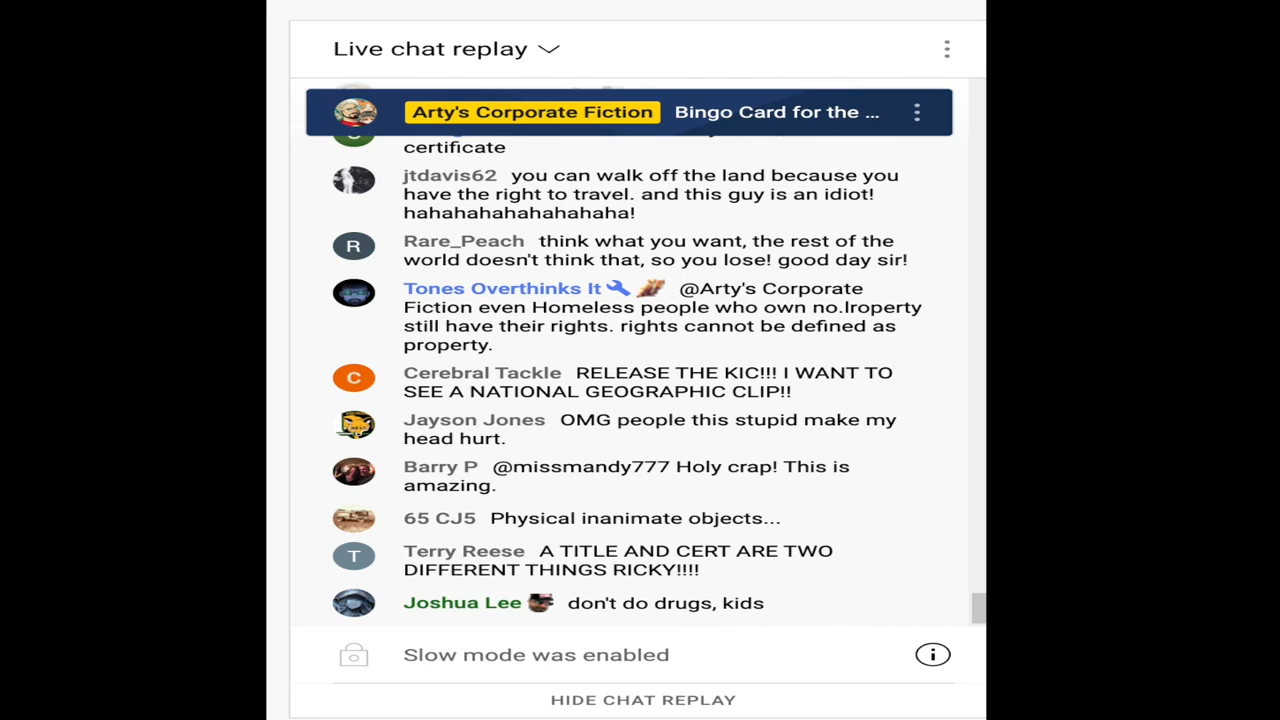 Live chat replay
Arty's Corporate Fiction Bingo Card for the ...
certificate
jtdavis62 you can walk off the land because you
have the right to travel. and this guy is an idiot!
hahahahahahahahaha!
R Rare_Peach think what you want, the rest of the
world doesn't think that, so you lose! good day sir!
Tones Overthinks It @Arty's Corporate
Fiction even Homeless people who own no.lroperty
still have their rights. rights cannot be defined as
property.
C Cerebral Tackle RELEASE THE KIC!!! I WANT TO
SEE A NATIONAL GEOGRAPHIC CLIP!!
Jayson Jones OMG people this stupid make my
head hurt.
Barry P @missmandy777 Holy crap! This is
amazing.
65 CJ5 Physical inanimate objects...
T Terry Reese A TITLE AND CERT ARE TWO
DIFFERENT THINGS RICKY!!!!
Joshua Lee don't do drugs, kids
Slow mode was enabled
HIDE CHAT REPLAY